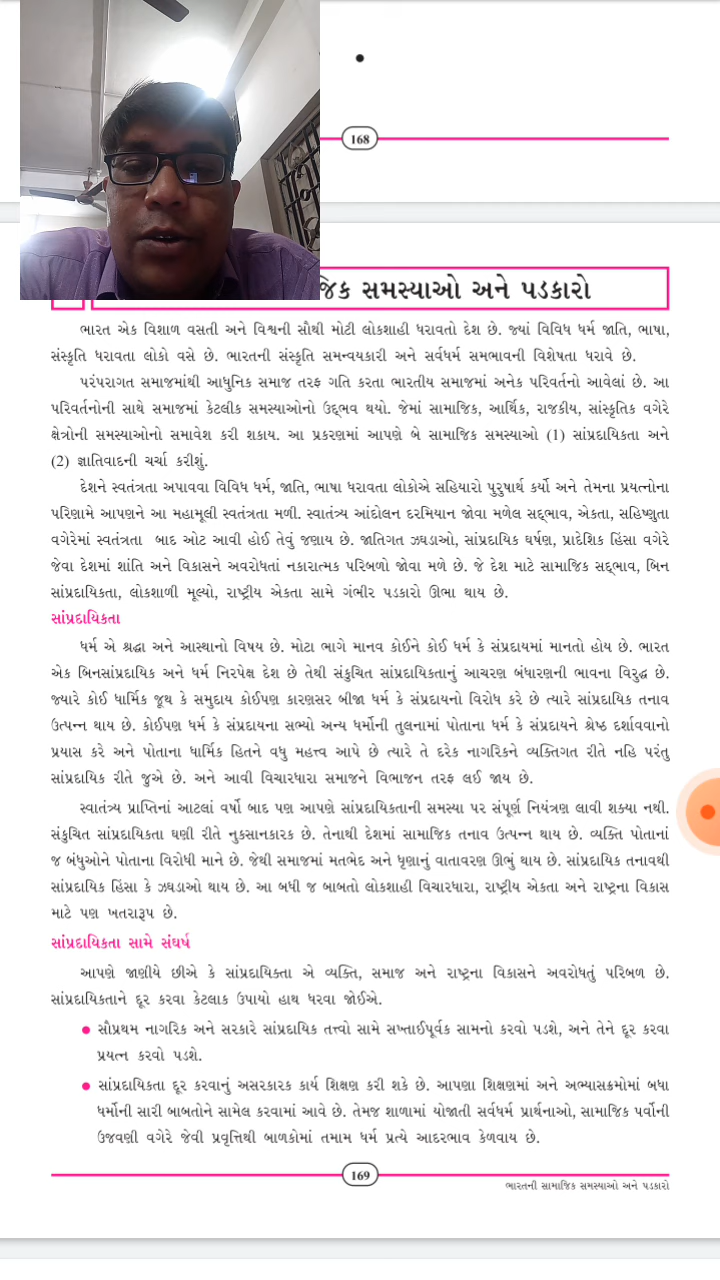 168
જિક સમસ્યાઓ અને પડકારો
ભારત એક વિશાળ વસતી અને વિશ્વની સૌથી મોટી લોકશાહી ધરાવતો દેશ છે. જ્યાં વિવિધ ધર્મ જાતિ, ભાષા,
સંસ્કૃતિ ધરાવતા લોકો વસે છે. ભારતની સંસ્કૃતિ સમન્વયકારી અને સર્વધર્મ સમભાવની વિશેષતા ધરાવે છે.
પરંપરાગત સમાજમાંથી આધુનિક સમાજ તરફ ગતિ કરતા ભારતીય સમાજમાં અનેક પરિવર્તનો આવેલાં છે. આ
પરિવર્તનોની સાથે સમાજમાં કેટલીક સમસ્યાઓનો ઉદ્ભવ થયો. જેમાં સામાજિક, આર્થિક, રાજકીય, સાંસ્કૃતિક વગેરે
ક્ષેત્રોની સમસ્યાઓનો સમાવેશ કરી શકાય. આ પ્રકરણમાં આપણે બે સામાજિક સમસ્યાઓ (1) સાંપ્રદાયિકતા અને
(2) જ્ઞાતિવાદની ચર્ચા કરીશું.
દેશને સ્વતંત્રતા અપાવવા વિવિધ ધર્મ, જાતિ, ભાષા ધરાવતા લોકોએ સહિયારો પુરુષાર્થ કર્યો અને તેમના પ્રયત્નોના
પરિણામે આપણને આ મહામૂલી સ્વતંત્રતા મળી. સ્વાતંત્ર્ય આંદોલન દરમિયાન જોવા મળેલ સદ્ભાવ, એકતા, સહિષ્ણુતા
વગેરેમાં સ્વતંત્રતા બાદ ઓટ આવી હોઈ તેવું જણાય છે. જાતિગત ઝઘડાઓ, સાંપ્રદાયિક ઘર્ષણ, પ્રાદેશિક હિંસા વગેરે
જેવા દેશમાં શાંતિ અને વિકાસને અવરોધતાં નકારાત્મક પરિબળો જોવા મળે છે. જે દેશ માટે સામાજિક સદ્ભાવ, બિન
સાંપ્રદાયિકતા, લોકશાળી મૂલ્યો, રાષ્ટ્રીય એકતા સામે ગંભીર પડકારો ઊભા થાય છે.
સાંપ્રદાયિકતા
ધર્મ એ શ્રદ્ધા અને આસ્થાનો વિષય છે. મોટા ભાગે માનવ કોઈને કોઈ ધર્મ કે સંપ્રદાયમાં માનતો હોય છે. ભારત
એક બિનસાંપ્રદાયિક અને ધર્મ નિરપેક્ષ દેશ છે તેથી સંકુચિત સાંપ્રદાયિકતાનું આચરણ બંધારણની ભાવના વિરુદ્ધ છે.
જ્યારે કોઈ ધાર્મિક જૂથ કે સમુદાય કોઈપણ કારણસર બીજા ધર્મ કે સંપ્રદાયનો વિરોધ કરે છે ત્યારે સાંપ્રદાયિક તનાવ
ઉત્પન્ન થાય છે. કોઈપણ ધર્મ કે સંપ્રદાયના સભ્યો અન્ય ધર્મોની તુલનામાં પોતાના ધર્મ કે સંપ્રદાયને શ્રેષ્ઠ દર્શાવવાનો
પ્રયાસ કરે અને પોતાના ધાર્મિક હિતને વધુ મહત્ત્વ આપે છે ત્યારે તે દરેક નાગરિકને વ્યક્તિગત રીતે નહિ પરંતુ
સાંપ્રદાયિક રીતે જુએ છે. અને આવી વિચારધારા સમાજને વિભાજન તરફ લઈ જાય છે.
સ્વાતંત્ર્ય પ્રાપ્તિનાં આટલાં વર્ષો બાદ પણ આપણે સાંપ્રદાયિકતાની સમસ્યા પર સંપૂર્ણ નિયંત્રણ લાવી શક્યા નથી.
સંકુચિત સાંપ્રદાયિકતા ઘણી રીતે નુકસાનકારક છે. તેનાથી દેશમાં સામાજિક તનાવ ઉત્પન્ન થાય છે. વ્યક્તિ પોતાનાં
જ બંધુઓને પોતાના વિરોધી માને છે. જેથી સમાજમાં મતભેદ અને ધૃણાનું વાતાવરણ ઊભું થાય છે. સાંપ્રદાયિક તનાવથી
સાંપ્રદાયિક હિંસા કે ઝઘડાઓ થાય છે. આ બધી જ બાબતો લોકશાહી વિચારધારા, રાષ્ટ્રીય એકતા અને રાષ્ટ્રના વિકાસ
માટે પણ ખતરારૂપ છે.
સાંપ્રદાયિકતા સામે સંઘર્ષ
આપણે જાણીયે છીએ કે સાંપ્રદાયિક્તા એ વ્યક્તિ, સમાજ અને રાષ્ટ્રના વિકાસને અવરોધતું પરિબળ છે.
સાંપ્રદાયિકતાને દૂર કરવા કેટલાક ઉપાયો હાથ ધરવા જોઈએ.
● સૌપ્રથમ નાગરિક અને સરકારે સાંપ્રદાયિક તત્ત્વો સામે સખ્તાઈપૂર્વક સામનો કરવો પડશે, અને તેને દૂર કરવા
પ્રયત્ન કરવો પડશે.
● સાંપ્રદાયિકતા દૂર કરવાનું અસરકારક કાર્ય શિક્ષણ કરી શકે છે. આપણા શિક્ષણમાં અને અભ્યાસક્રમોમાં બધા
ધર્મોની સારી બાબતોને સામેલ કરવામાં આવે છે. તેમજ શાળામાં યોજાતી સર્વધર્મ પ્રાર્થનાઓ, સામાજિક પર્વોની
ઉજવણી વગેરે જેવી પ્રવૃત્તિથી બાળકોમાં તમામ ધર્મ પ્રત્યે આદરભાવ કેળવાય છે.
169
ભારતની સામાજિક સમસ્યાઓ અને પડકારો